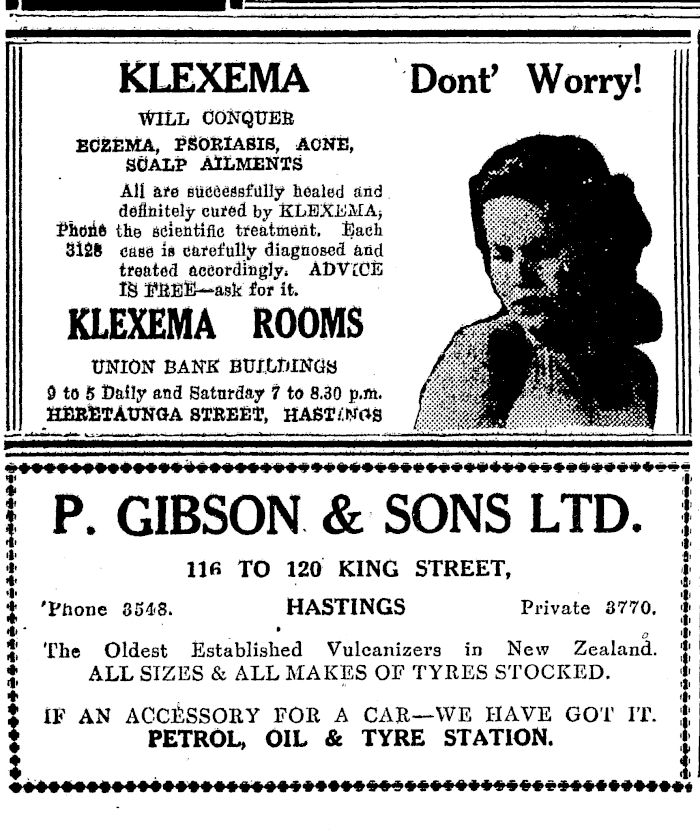 KLEXEMA
WILL CONQUER
ECZEMA, PSORIASIS, ACNE,
SCALP AILMENTS
All are successfully healed and
definitely cured by KLEXEMA,
Phone the scientific treatment. Each
3128 case is carefully diagnosed and
treated accordingly. ADVICE
IS FREE—ask for it.
KLEXEMA ROOMS
UNION BANK BUILDINGS
9 to 5 Daily and Saturday 7 to 8.30 p.m.
HERETAUNGA STREET, HASTINGS
Dont' Worry!
P. GIBSON & SONS LTD.
116 TO 120 KING STREET,
'Phone 3548. HASTINGS Private 3770.
The Oldest Established Vulcanizers in New Zealand.
ALL SIZES & ALL MAKES OF TYRES STOCKED.
IF AN ACCESSORY FOR A CAR—WE HAVE GOT IT.
PETROL, OIL & TYRE STATION.